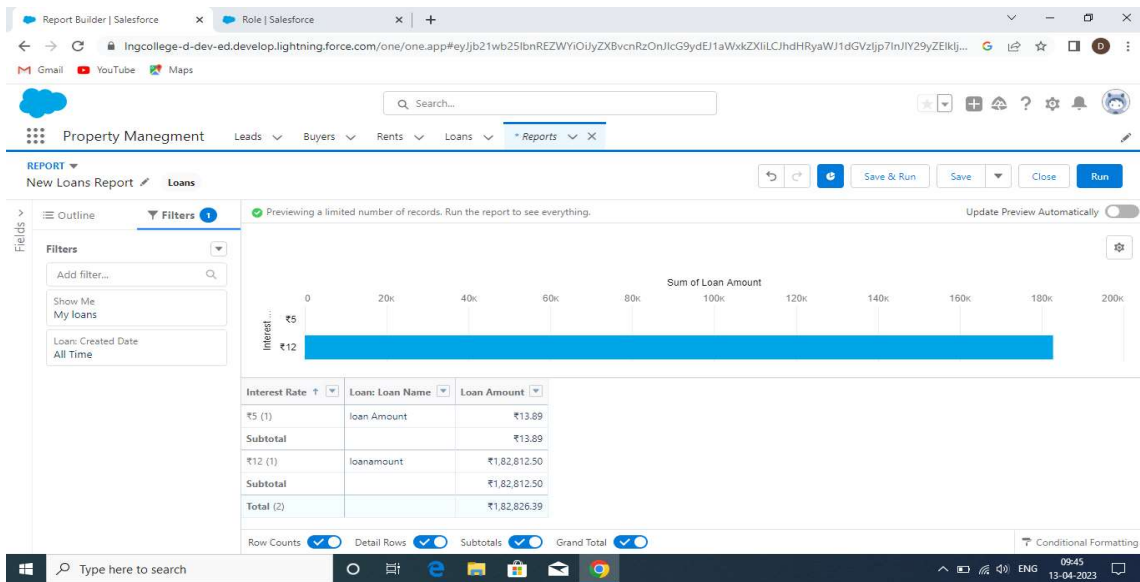 Report Builder | Salesforce
Role | Salesforce
lngcollege-d-dev-ed.develop.lightning.force.com/one/one.app#
Gmail YouTube Maps
Search...
Property Managment Leads Buyers Rents Loans * Reports
REPORT
New Loans Report Loans
Save & Run Save Close Run
Fields
Outline Filters 1
Previewing a limited number of records. Run the report to see everything.
Update Preview Automatically
Filters
Add filter...
Show Me
My loans
Loan: Created Date
All Time
Sum of Loan Amount
0 20K 40K 60K 80K 100K 120K 140K 160K 180K 200K
Interest ...
₹5
₹12
Interest Rate ↑ Loan: Loan Name Loan Amount
₹5 (1) loan Amount ₹13.89
Subtotal ₹13.89
₹12 (1) loanamount ₹1,82,812.50
Subtotal ₹1,82,812.50
Total (2) ₹1,82,826.39
Row Counts Detail Rows Subtotals Grand Total
Conditional Formatting
Type here to search
ENG
09:45
13-04-2023